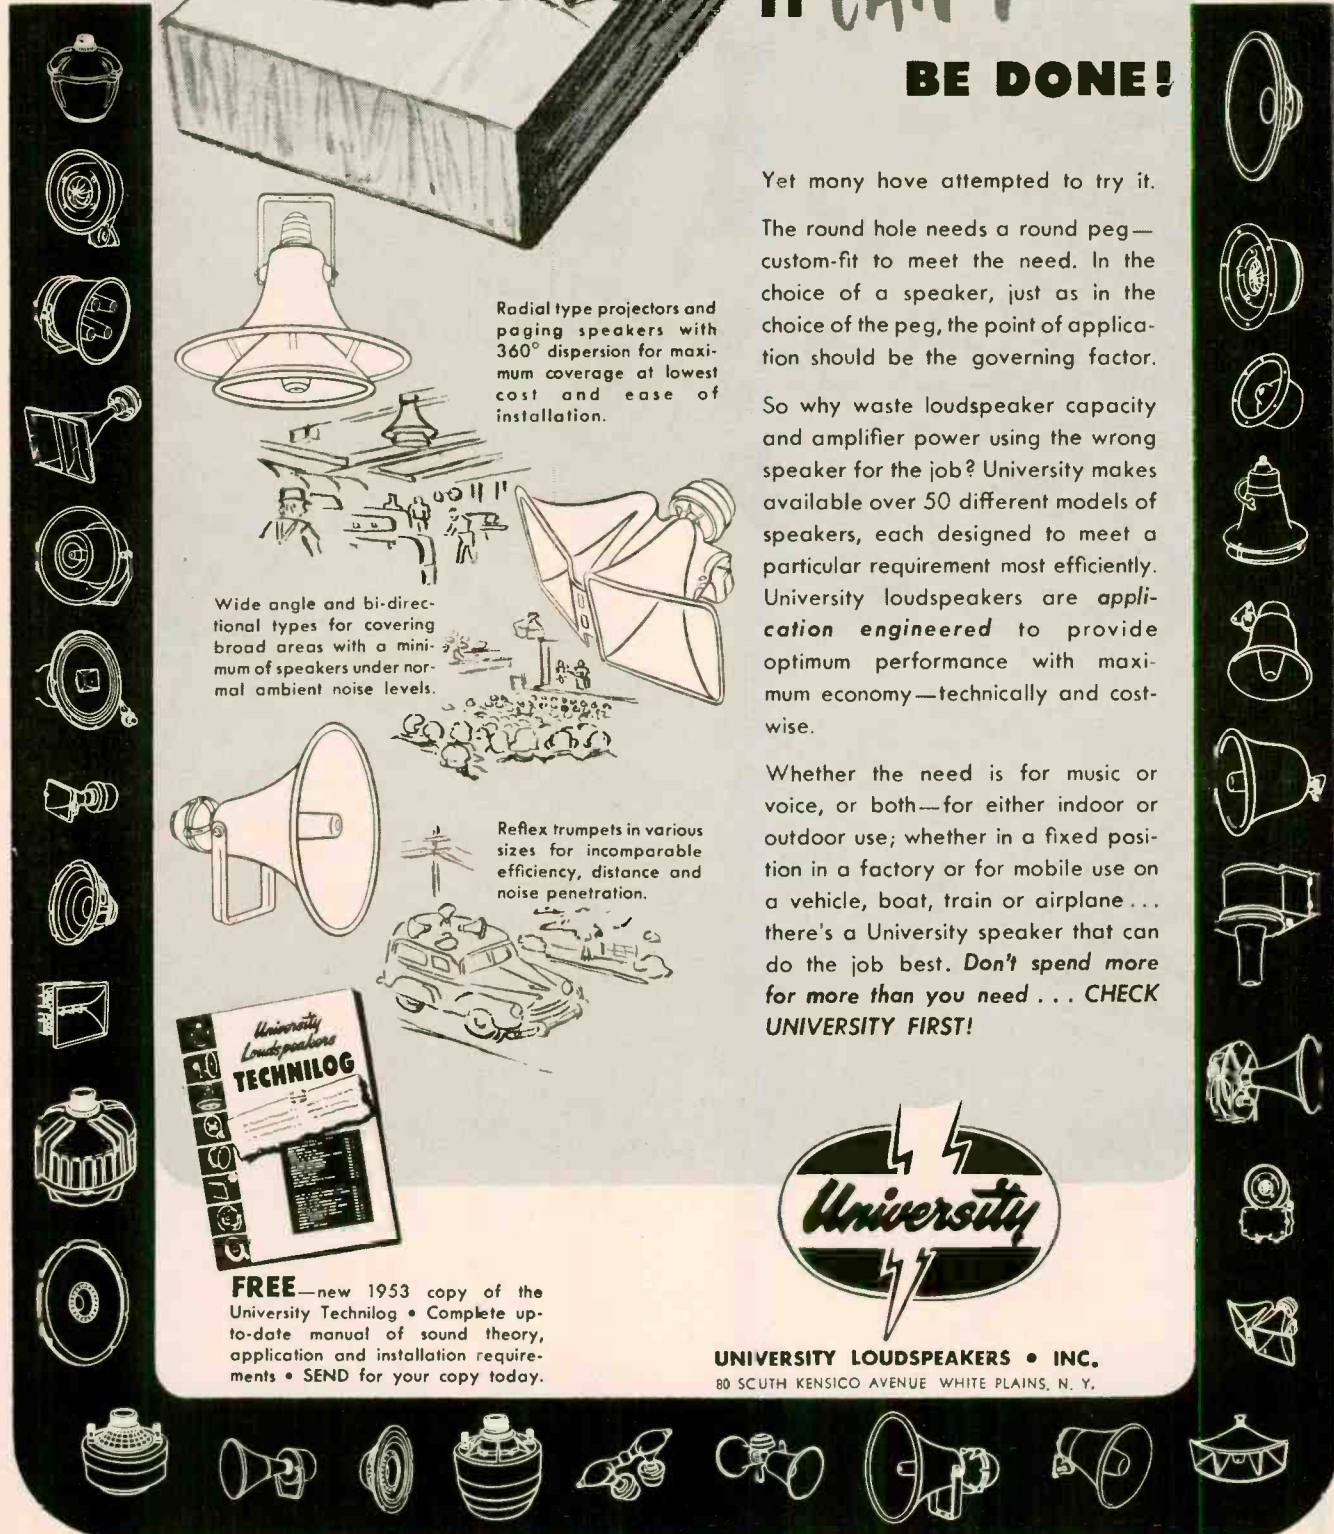 IT CAN'T
BE DONE!
Yet mony hove attempted to try it.
The round hole needs a round peg—
custom-fit to meet the need. In the
choice of a speaker, just as in the
choice of the peg, the point of applica-
tion should be the governing factor.
So why waste loudspeaker capacity
and amplifier power using the wrong
speaker for the job? University makes
available over 50 different models of
speakers, each designed to meet a
particular requirement most efficiently.
University loudspeakers are appli-
cation engineered to provide
optimum performance with maxi-
mum economy—technically and cost-
wise.
Whether the need is for music or
voice, or both—for either indoor or
outdoor use; whether in a fixed posi-
tion in a factory or for mobile use on
a vehicle, boat, train or airplane...
there's a University speaker that can
do the job best. Don't spend more
for more than you need ... CHECK
UNIVERSITY FIRST!
Radial type projectors and
paging speakers with
360° dispersion for maxi-
mum coverage at lowest
cost and ease of
installation.
Wide angle and bi-direc-
tional types for covering
broad areas with a mini-
mum of speakers under nor-
mal ambient noise levels.
Reflex trumpets in various
sizes for incomparable
efficiency, distance and
noise penetration.
University
Loudspeakers
TECHNILOG
FREE—new 1953 copy of the
University Technilog • Complete up-
to-date manual of sound theory,
application and installation require-
ments • SEND for your copy today.
University
UNIVERSITY LOUDSPEAKERS • INC.
80 SCUTH KENSICO AVENUE WHITE PLAINS, N. Y.